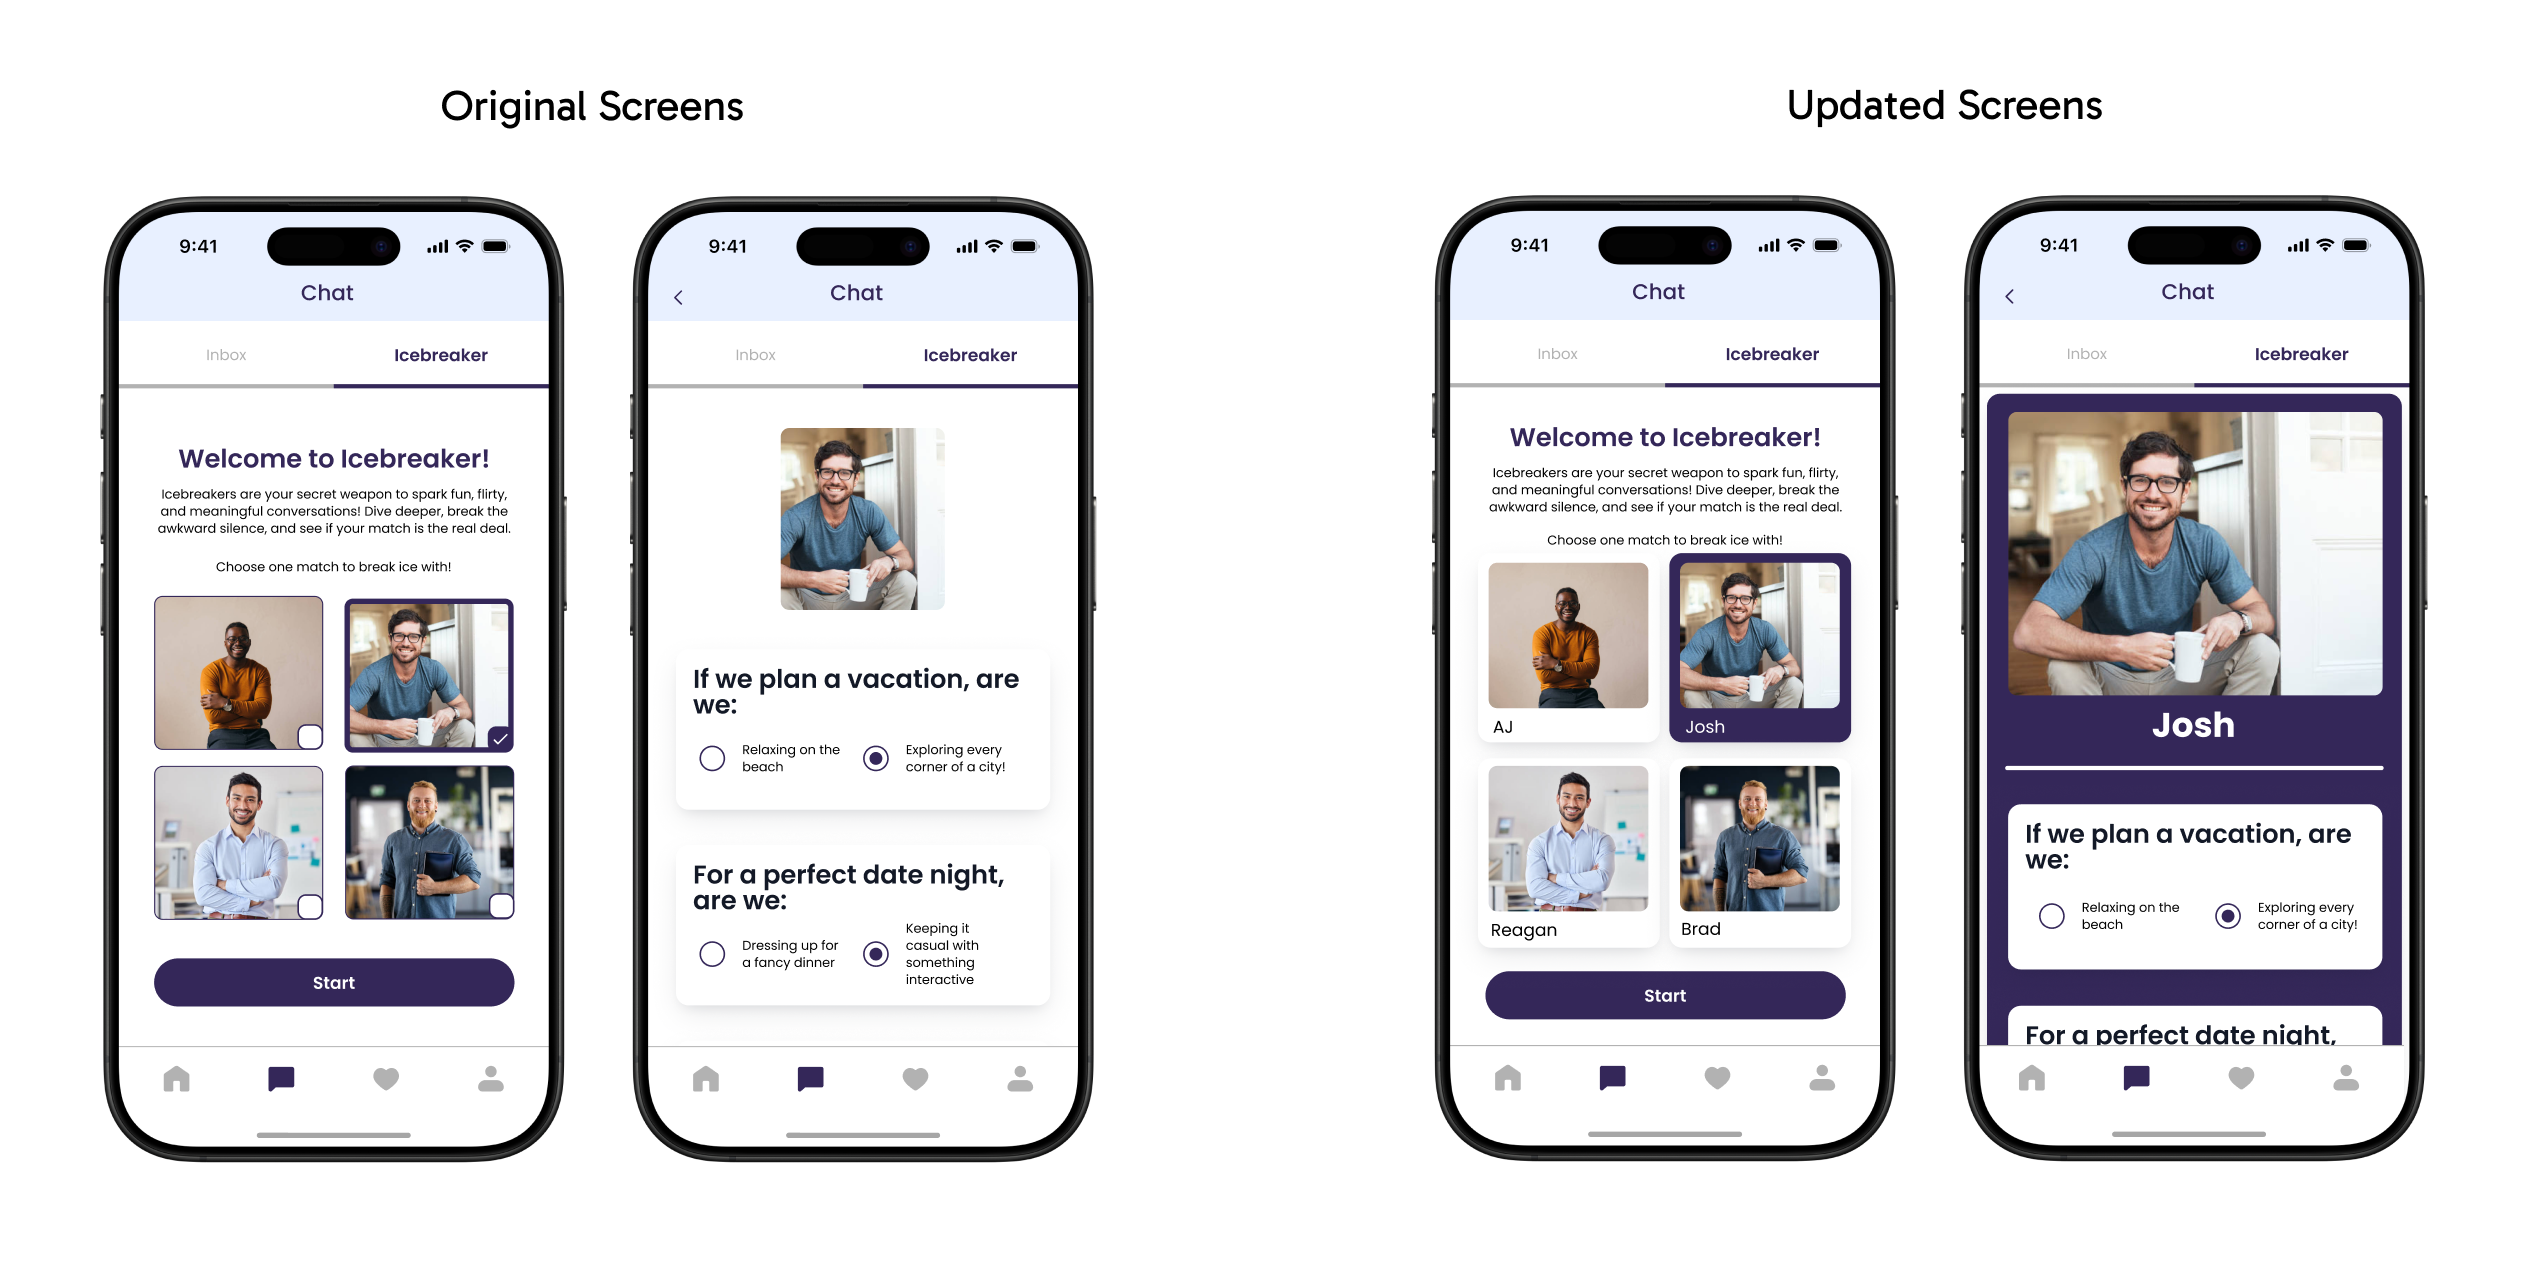 Original Screens
9:41
Chat
Inbox
Icebreaker
Welcome to Icebreaker!
Icebreakers are your secret weapon to spark fun, flirty,
and meaningful conversations! Dive deeper, break the
awkward silence, and see if your match is the real deal.
Choose one match to break ice with!
Start
9:41
Chat
Inbox
Icebreaker
If we plan a vacation, are
we:
Relaxing on the
beach
Exploring every
corner of a city!
For a perfect date night,
are we:
Dressing up for
a fancy dinner
Keeping it
casual with
something
interactive
Updated Screens
9:41
Chat
Inbox
Icebreaker
Welcome to Icebreaker!
Icebreakers are your secret weapon to spark fun, flirty,
and meaningful conversations! Dive deeper, break the
awkward silence, and see if your match is the real deal.
Choose one match to break ice with!
AJ
Josh
Reagan
Brad
Start
9:41
Chat
Inbox
Icebreaker
Josh
If we plan a vacation, are
we:
Relaxing on the
beach
Exploring every
corner of a city!
For a perfect date night,